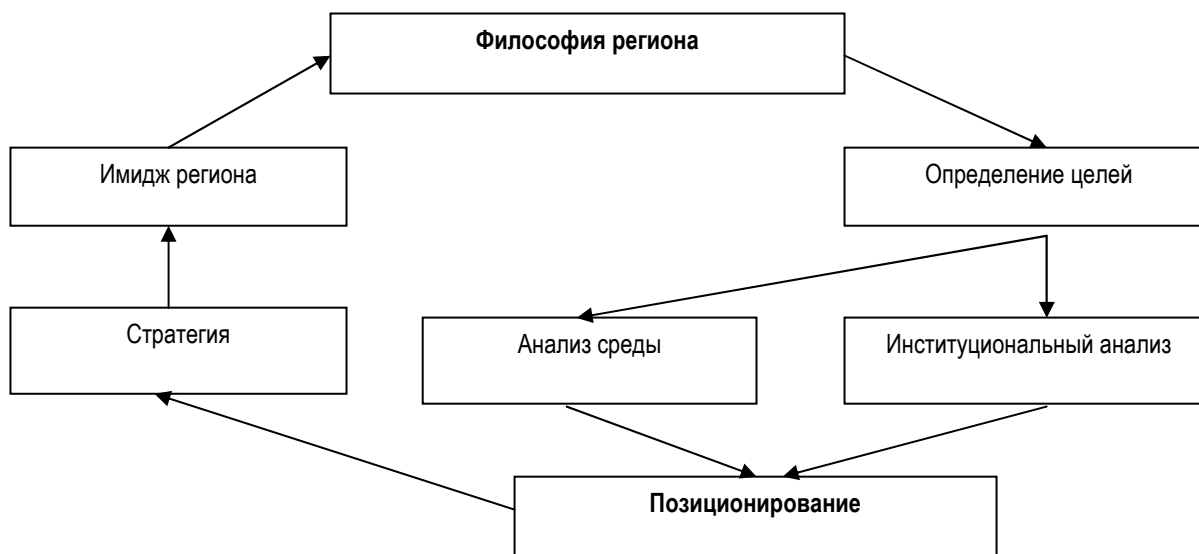 Философия региона
Имидж региона
Определение целей
Стратегия
Анализ среды
Институциональный анализ
Позиционирование